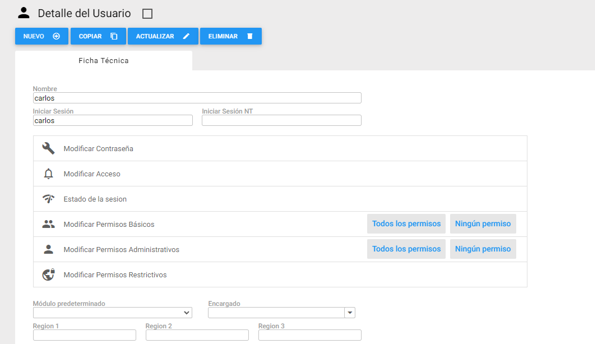 Detalle del Usuario
NUEVO COPIAR ACTUALIZAR ELIMINAR
Ficha Técnica
Nombre
carlos
Iniciar Sesión Iniciar Sesión NT
carlos
Modificar Contraseña
Modificar Acceso
Estado de la sesion
Modificar Permisos Básicos Todos los permisos Ningún permiso
Modificar Permisos Administrativos Todos los permisos Ningún permiso
Modificar Permisos Restrictivos
Módulo predeterminado Encargado
Region 1 Region 2 Region 3